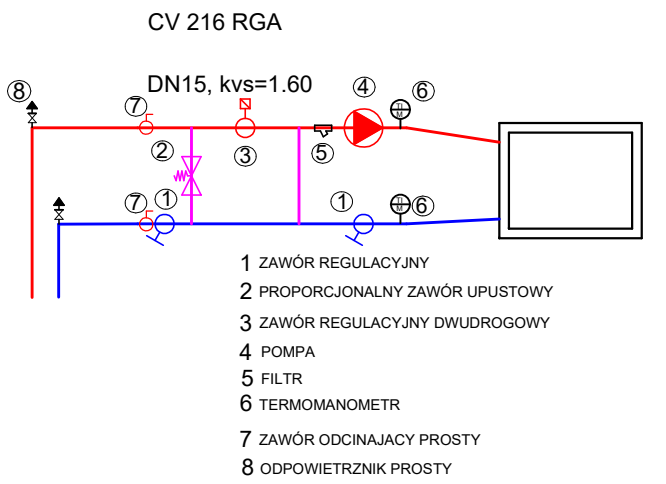 CV 216 RGA
DN15, kvs=1.60
8
7
4
6
TI
M
3
5
2
1
7
1
6
TI
M
1 ZAWÓR REGULACYJNY
2 PROPORCJONALNY ZAWÓR UPUSTOWY
3 ZAWÓR REGULACYJNY DWUDROGOWY
4 POMPA
5 FILTR
6 TERMOMANOMETR
7 ZAWÓR ODCINAJACY PROSTY
8 ODPOWIETRZNIK PROSTY